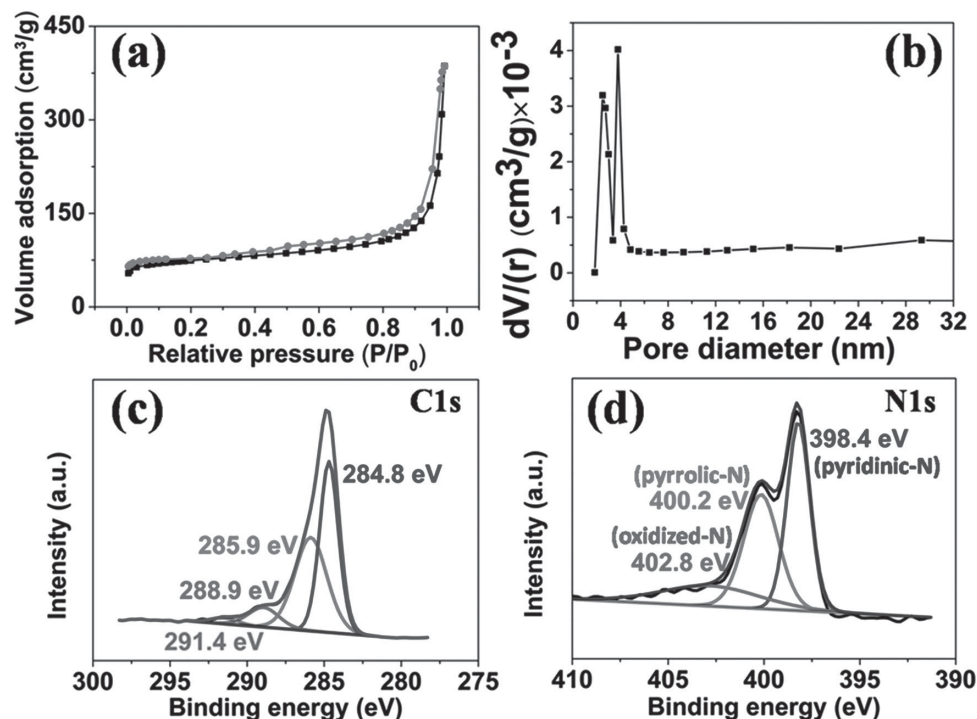 (a)
Volume adsorption (cm³/g)
450
300
150
0
0.0 0.2 0.4 0.6 0.8 1.0
Relative pressure (P/P₀)
(b)
dV/(r) (cm³/g)×10-³
4
3
2
1
0
0 4 8 12 16 20 24 28 32
Pore diameter (nm)
(c)
C1s
Intensity (a.u.)
284.8 eV
285.9 eV
288.9 eV
291.4 eV
300 295 290 285 280 275
Binding energy (eV)
(d)
N1s
Intensity (a.u.)
398.4 eV
(pyridinic-N)
(pyrrolic-N)
400.2 eV
(oxidized-N)
402.8 eV
410 405 400 395 390
Binding energy (eV)